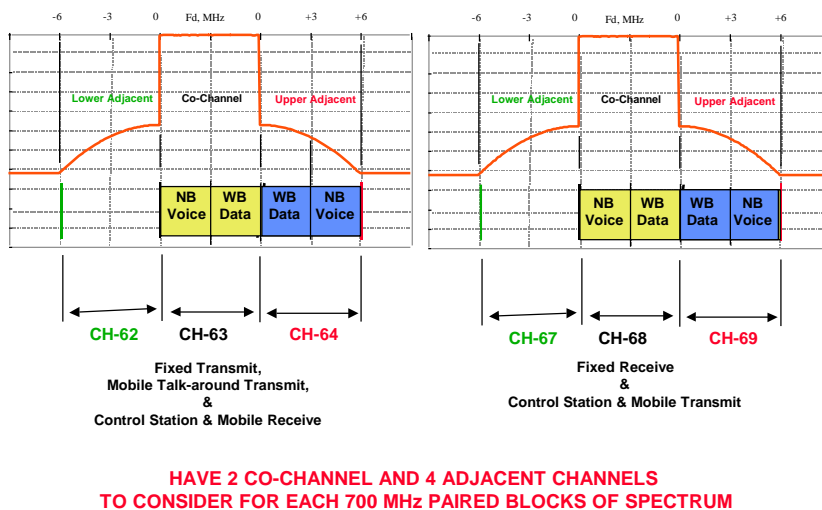 -6 -3 0 Fd, MHz 0 +3 +6
Lower Adjacent Co-Channel Upper Adjacent
NB Voice WB Data WB Data NB Voice
CH-62 CH-63 CH-64
Fixed Transmit,
Mobile Talk-around Transmit,
&
Control Station & Mobile Receive
-6 -3 0 Fd, MHz 0 +3 +6
Lower Adjacent Co-Channel Upper Adjacent
NB Voice WB Data WB Data NB Voice
CH-67 CH-68 CH-69
Fixed Receive
&
Control Station & Mobile Transmit
HAVE 2 CO-CHANNEL AND 4 ADJACENT CHANNELS
TO CONSIDER FOR EACH 700 MHz PAIRED BLOCKS OF SPECTRUM